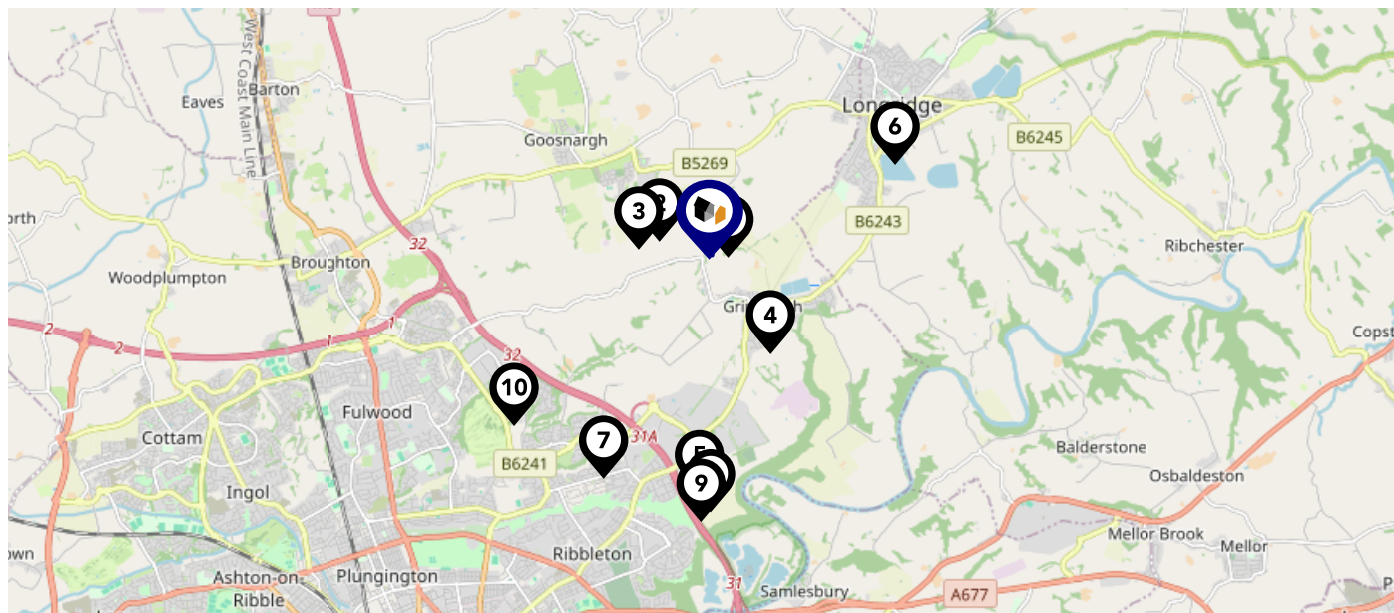 West Coast Main Line
Barton
Eaves
Longridge
6
B6245
Goosnargh
B5269
3
2
orth
32
B6243
Ribchester
Broughton
Woodplumpton
4
2
1
1
2
32
Copst
10
Fulwood
7
31A
Cottam
5
B6241
9
Balderstone
Osbaldeston
Ingol
own
Ribbleton
Mellor Brook
Mellor
Ashton-on-
Ribble
Plungington
31
Samlesbury
A677
P